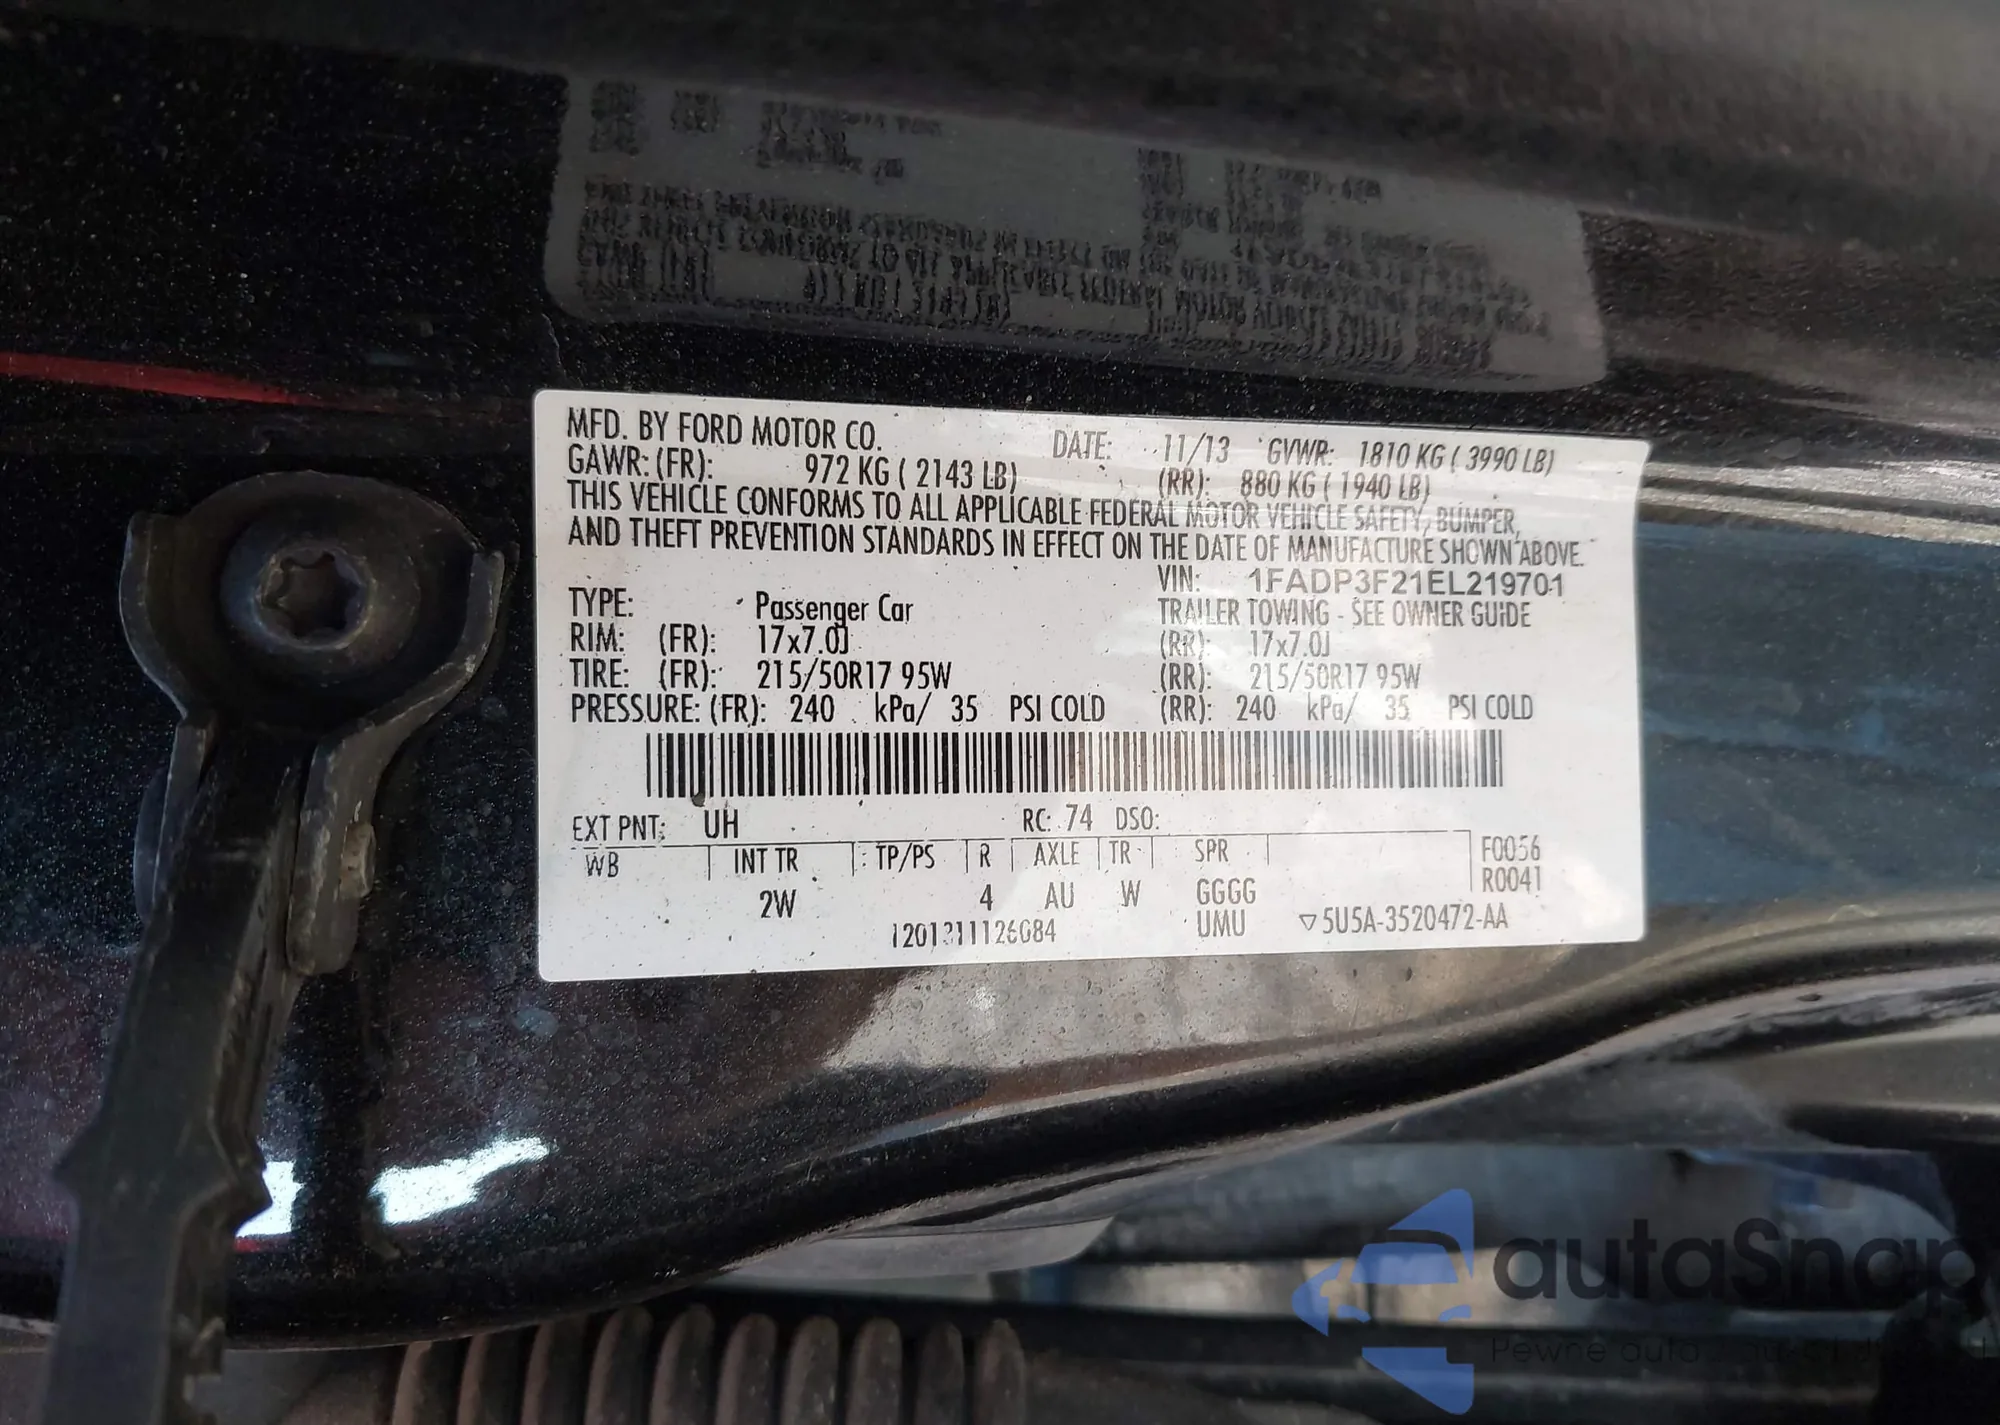 MFD. BY FORD MOTOR CO. DATE: 11/13 GVWR: 1810 KG ( 3990 LB)
GAWR: (FR): 972 KG ( 2143 LB) (RR): 880 KG ( 1940 LB)
THIS VEHICLE CONFORMS TO ALL APPLICABLE FEDERAL MOTOR VEHICLE SAFETY, BUMPER,
AND THEFT PREVENTION STANDARDS IN EFFECT ON THE DATE OF MANUFACTURE SHOWN ABOVE.
VIN: 1FADP3F21EL219701
TYPE: Passenger Car TRAILER TOWING - SEE OWNER GUIDE
RIM: (FR): 17x7.0J (RR): 17x7.0J
TIRE: (FR): 215/50R17 95W (RR): 215/50R17 95W
PRESSURE: (FR): 240 kPa/ 35 PSI COLD (RR): 240 kPa/ 35 PSI COLD
EXT PNT: UH RC: 74 DSO:
WB INT TR TP/PS R AXLE TR SPR F0056
R0041
2W 4 AU W GGGG
UMU ▽5U5A-3520472-AA
autoSnap
Pewne auto